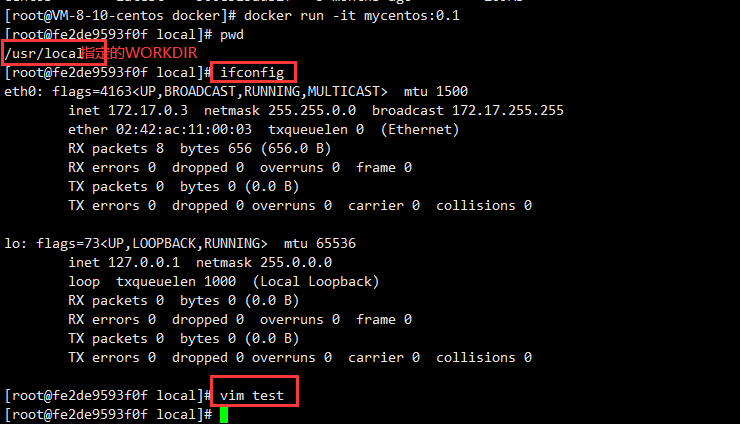 [root@VM-8-10-centos docker]# docker run -it mycentos:0.1
[root@fe2de9593f0f local]# pwd
/usr/local 指定的WORKDIR
[root@fe2de9593f0f local]# ifconfig
eth0: flags=4163<UP,BROADCAST,RUNNING,MULTICAST>  mtu 1500
        inet 172.17.0.3  netmask 255.255.0.0  broadcast 172.17.255.255
        ether 02:42:ac:11:00:03  txqueuelen 0  (Ethernet)
        RX packets 8  bytes 656 (656.0 B)
        RX errors 0  dropped 0  overruns 0  frame 0
        TX packets 0  bytes 0 (0.0 B)
        TX errors 0  dropped 0 overruns 0  carrier 0  collisions 0
lo: flags=73<UP,LOOPBACK,RUNNING>  mtu 65536
        inet 127.0.0.1  netmask 255.0.0.0
        loop  txqueuelen 1000  (Local Loopback)
        RX packets 0  bytes 0 (0.0 B)
        RX errors 0  dropped 0  overruns 0  frame 0
        TX packets 0  bytes 0 (0.0 B)
        TX errors 0  dropped 0 overruns 0  carrier 0  collisions 0
[root@fe2de9593f0f local]# vim test
[root@fe2de9593f0f local]#